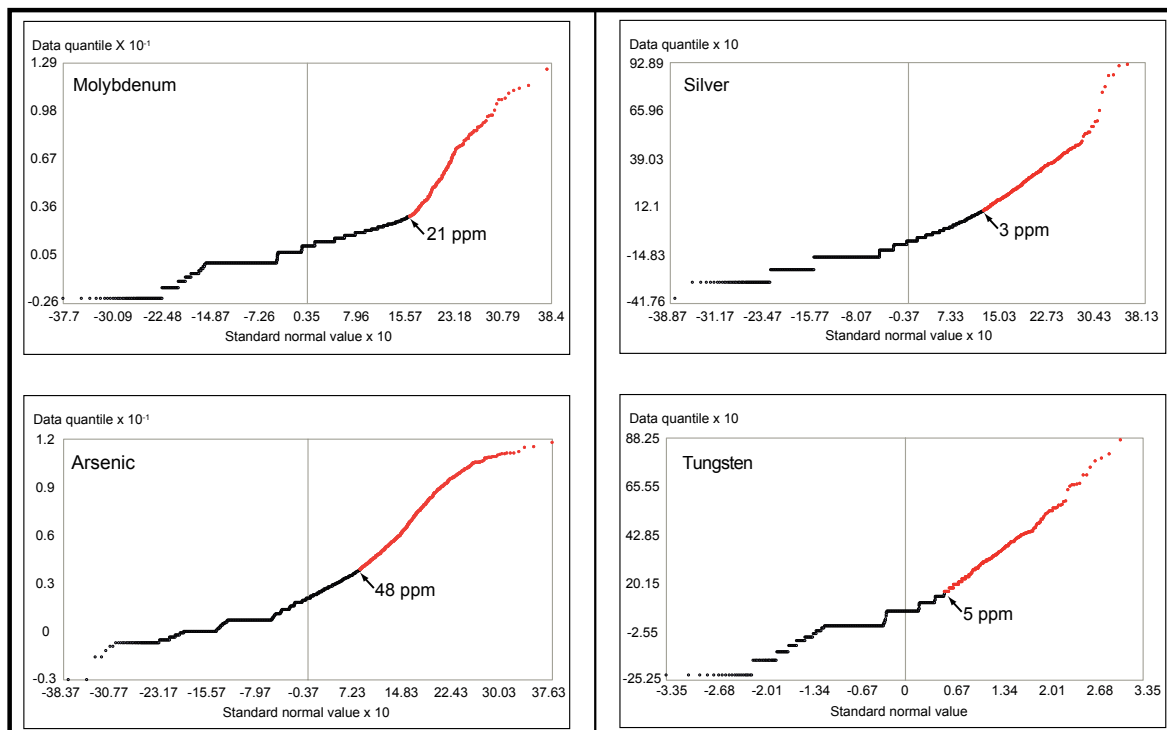 Data quantile X 10⁻¹
1.29
0.98
0.67
0.36
0.05
-0.26
Molybdenum
21 ppm
-37.7 -30.09 -22.48 -14.87 -7.26 0.35 7.96 15.57 23.18 30.79 38.4
Standard normal value x 10
Data quantile x 10
92.89
65.96
39.03
12.1
-14.83
-41.76
Silver
3 ppm
-38.87 -31.17 -23.47 -15.77 -8.07 -0.37 7.33 15.03 22.73 30.43 38.13
Standard normal value x 10
Data quantile x 10⁻¹
1.2
0.9
0.6
0.3
0
-0.3
Arsenic
48 ppm
-38.37 -30.77 -23.17 -15.57 -7.97 -0.37 7.23 14.83 22.43 30.03 37.63
Standard normal value x 10
Data quantile x 10
88.25
65.55
42.85
20.15
-2.55
-25.25
Tungsten
5 ppm
-3.35 -2.68 -2.01 -1.34 -0.67 0 0.67 1.34 2.01 2.68 3.35
Standard normal value